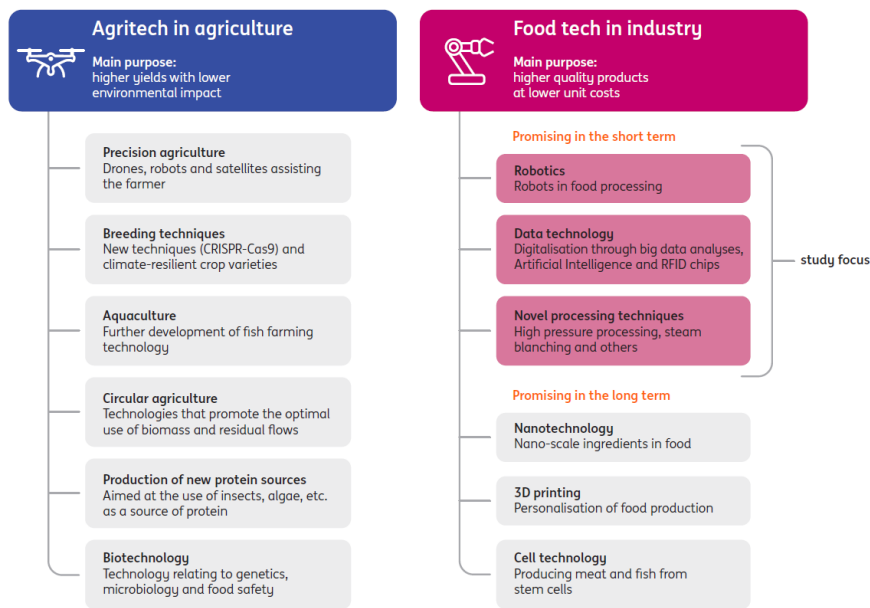 Agritech in agriculture
Main purpose:
higher yields with lower
environmental impact
Precision agriculture
Drones, robots and satellites assisting
the farmer
Breeding techniques
New techniques (CRISPR-Cas9) and
climate-resilient crop varieties
Aquaculture
Further development of fish farming
technology
Circular agriculture
Technologies that promote the optimal
use of biomass and residual flows
Production of new protein sources
Aimed at the use of insects, algae, etc.
as a source of protein
Biotechnology
Technology relating to genetics,
microbiology and food safety
Food tech in industry
Main purpose:
higher quality products
at lower unit costs
Promising in the short term
Robotics
Robots in food processing
Data technology
Digitalisation through big data analyses,
Artificial Intelligence and RFID chips
Novel processing techniques
High pressure processing, steam
blanching and others
study focus
Promising in the long term
Nanotechnology
Nano-scale ingredients in food
3D printing
Personalisation of food production
Cell technology
Producing meat and fish from
stem cells